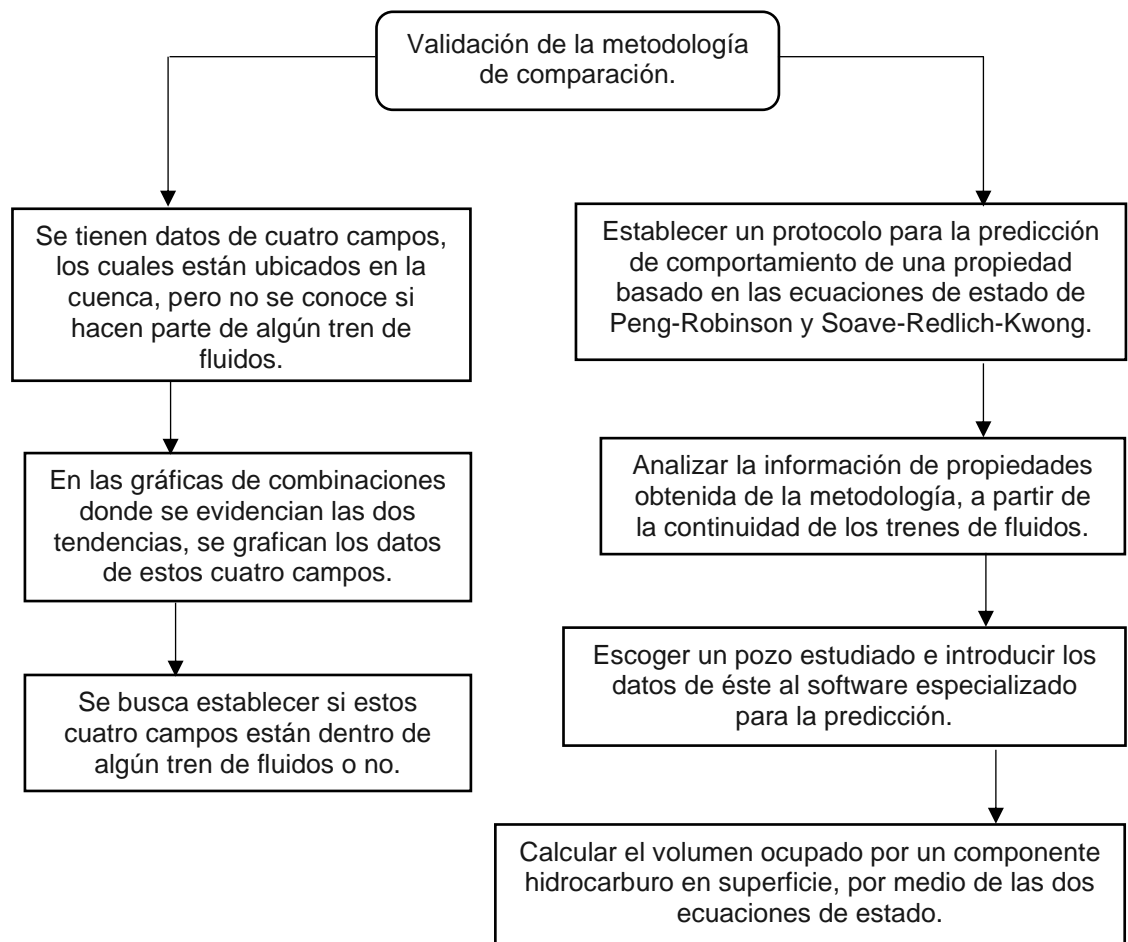 Validación de la metodología
de comparación.
Se tienen datos de cuatro campos,
los cuales están ubicados en la
cuenca, pero no se conoce si
hacen parte de algún tren de
fluidos.
En las gráficas de combinaciones
donde se evidencian las dos
tendencias, se grafican los datos
de estos cuatro campos.
Se busca establecer si estos
cuatro campos están dentro de
algún tren de fluidos o no.
Establecer un protocolo para la predicción
de comportamiento de una propiedad
basado en las ecuaciones de estado de
Peng-Robinson y Soave-Redlich-Kwong.
Analizar la información de propiedades
obtenida de la metodología, a partir de
la continuidad de los trenes de fluidos.
Escoger un pozo estudiado e introducir los
datos de éste al software especializado
para la predicción.
Calcular el volumen ocupado por un componente
hidrocarburo en superficie, por medio de las dos
ecuaciones de estado.